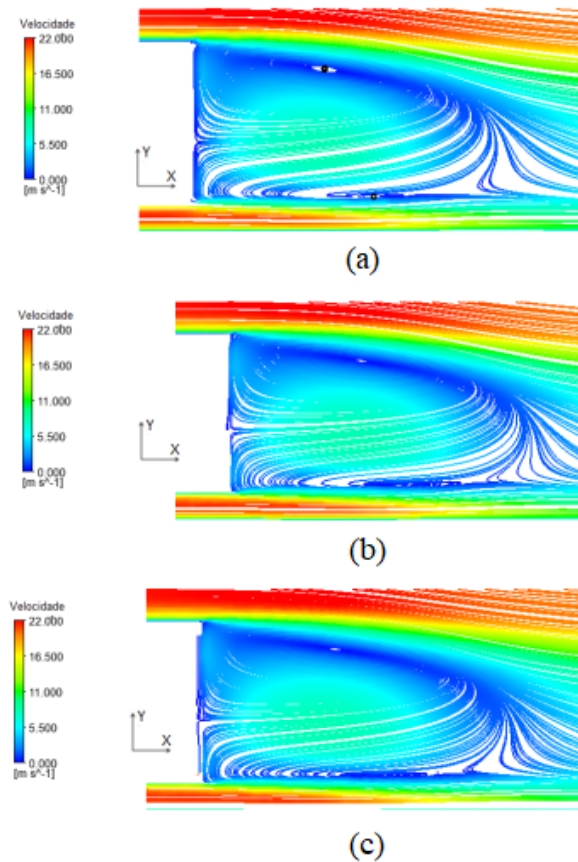 Velocidade
22.000
16.500
11.000
5.500
0.000
[m s^-1]
Y
X
(a)
Velocidade
22.000
16.500
11.000
5.500
0.000
[m s^-1]
Y
X
(b)
Velocidade
22.000
16.500
11.000
5.500
0.000
[m s^-1]
Y
X
(c)